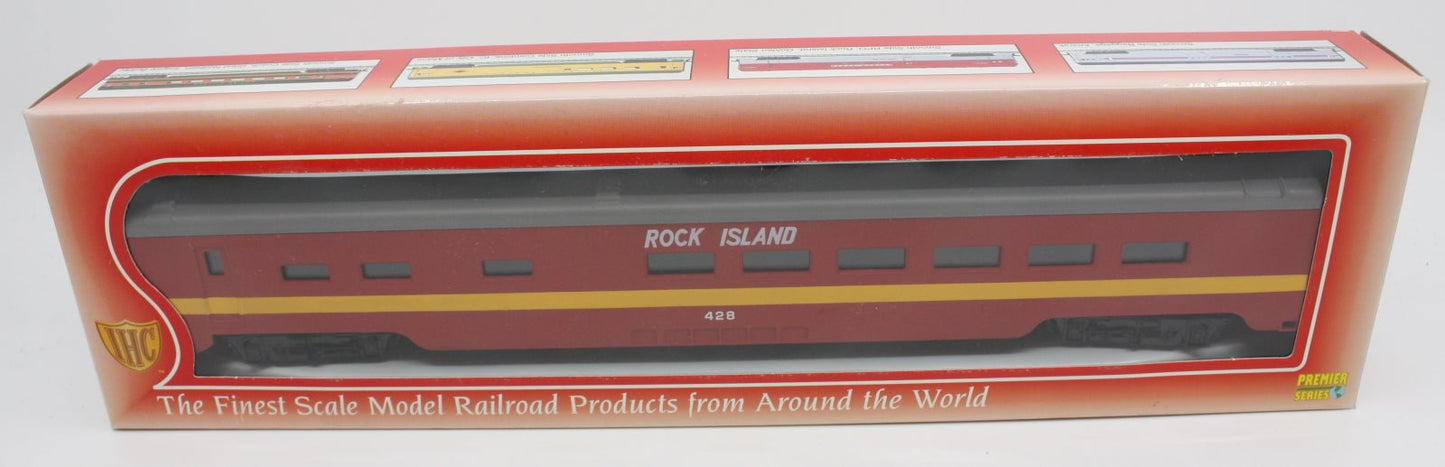 ROCK ISLAND
428
IHC
The Finest Scale Model Railroad Products from Around the World
PREMIER
SERIES